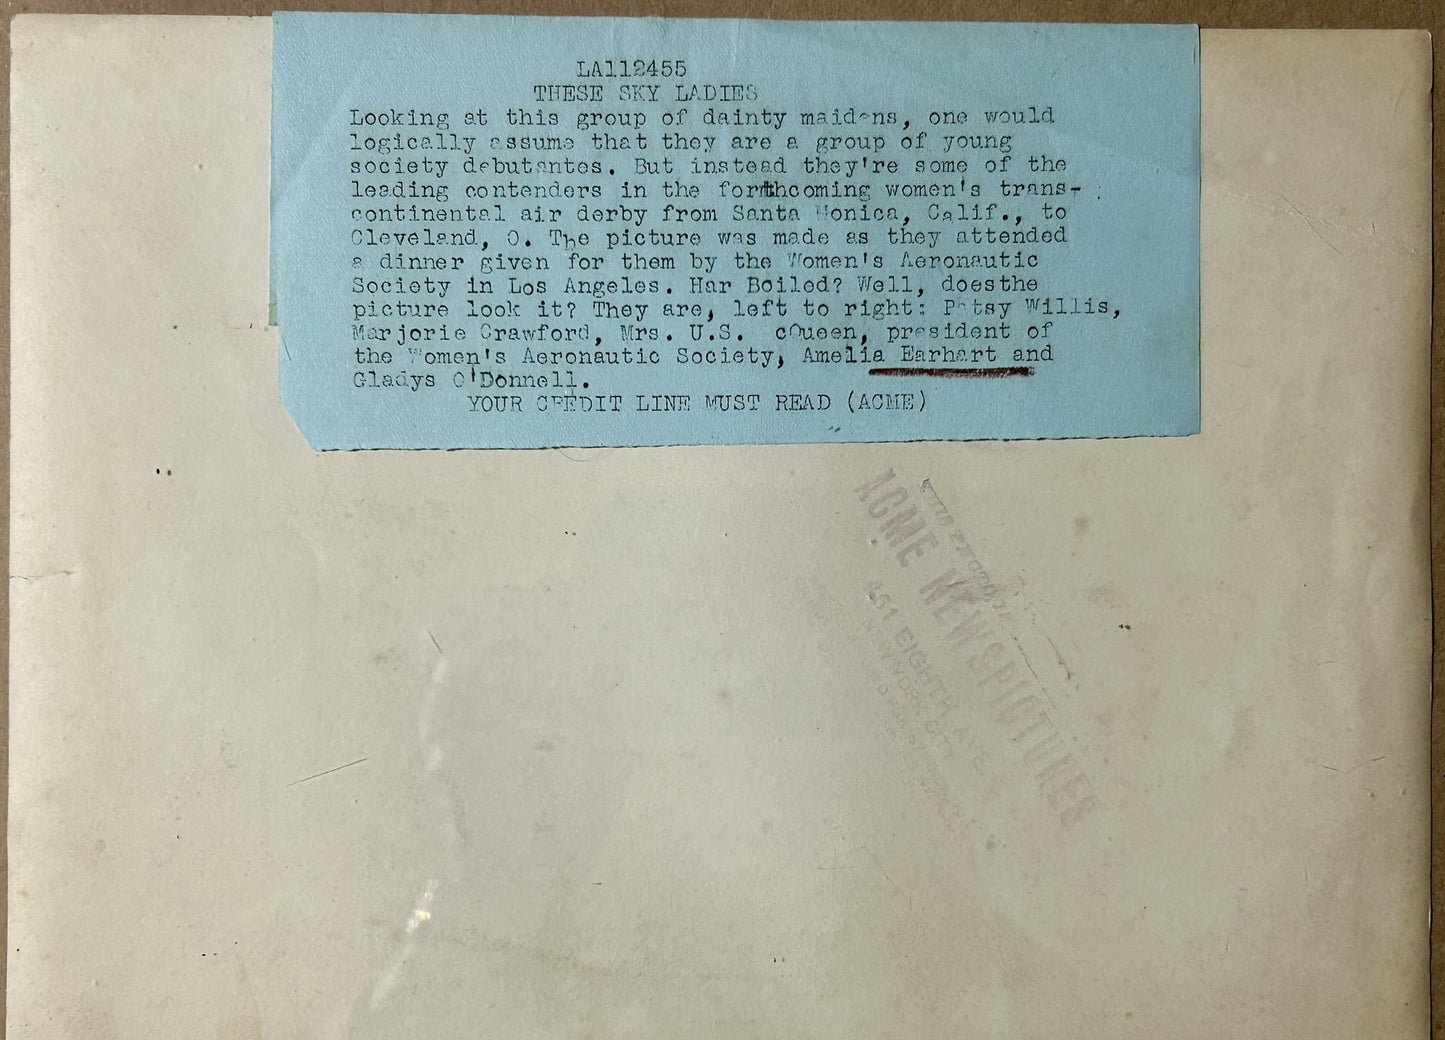 LA112455
THESE SKY LADIES
Looking at this group of dainty maidens, one would
logically assume that they are a group of young
society debutantes. But instead they're some of the
leading contenders in the forthcoming women's trans-
continental air derby from Santa Monica, Calif., to
Cleveland, O. The picture was made as they attended
a dinner given for them by the Women's Aeronautic
Society in Los Angeles. Har Boiled? Well, doesthe
picture look it? They are, left to right: Patsy Willis,
Marjorie Crawford, Mrs. U.S. cQueen, president of
the Women's Aeronautic Society, Amelia Earhart and
Gladys O'Donnell.
YOUR CREDIT LINE MUST READ (ACME)
ACME NEWSPICTURES
461 EIGHTH AVE
NEW YORK CITY